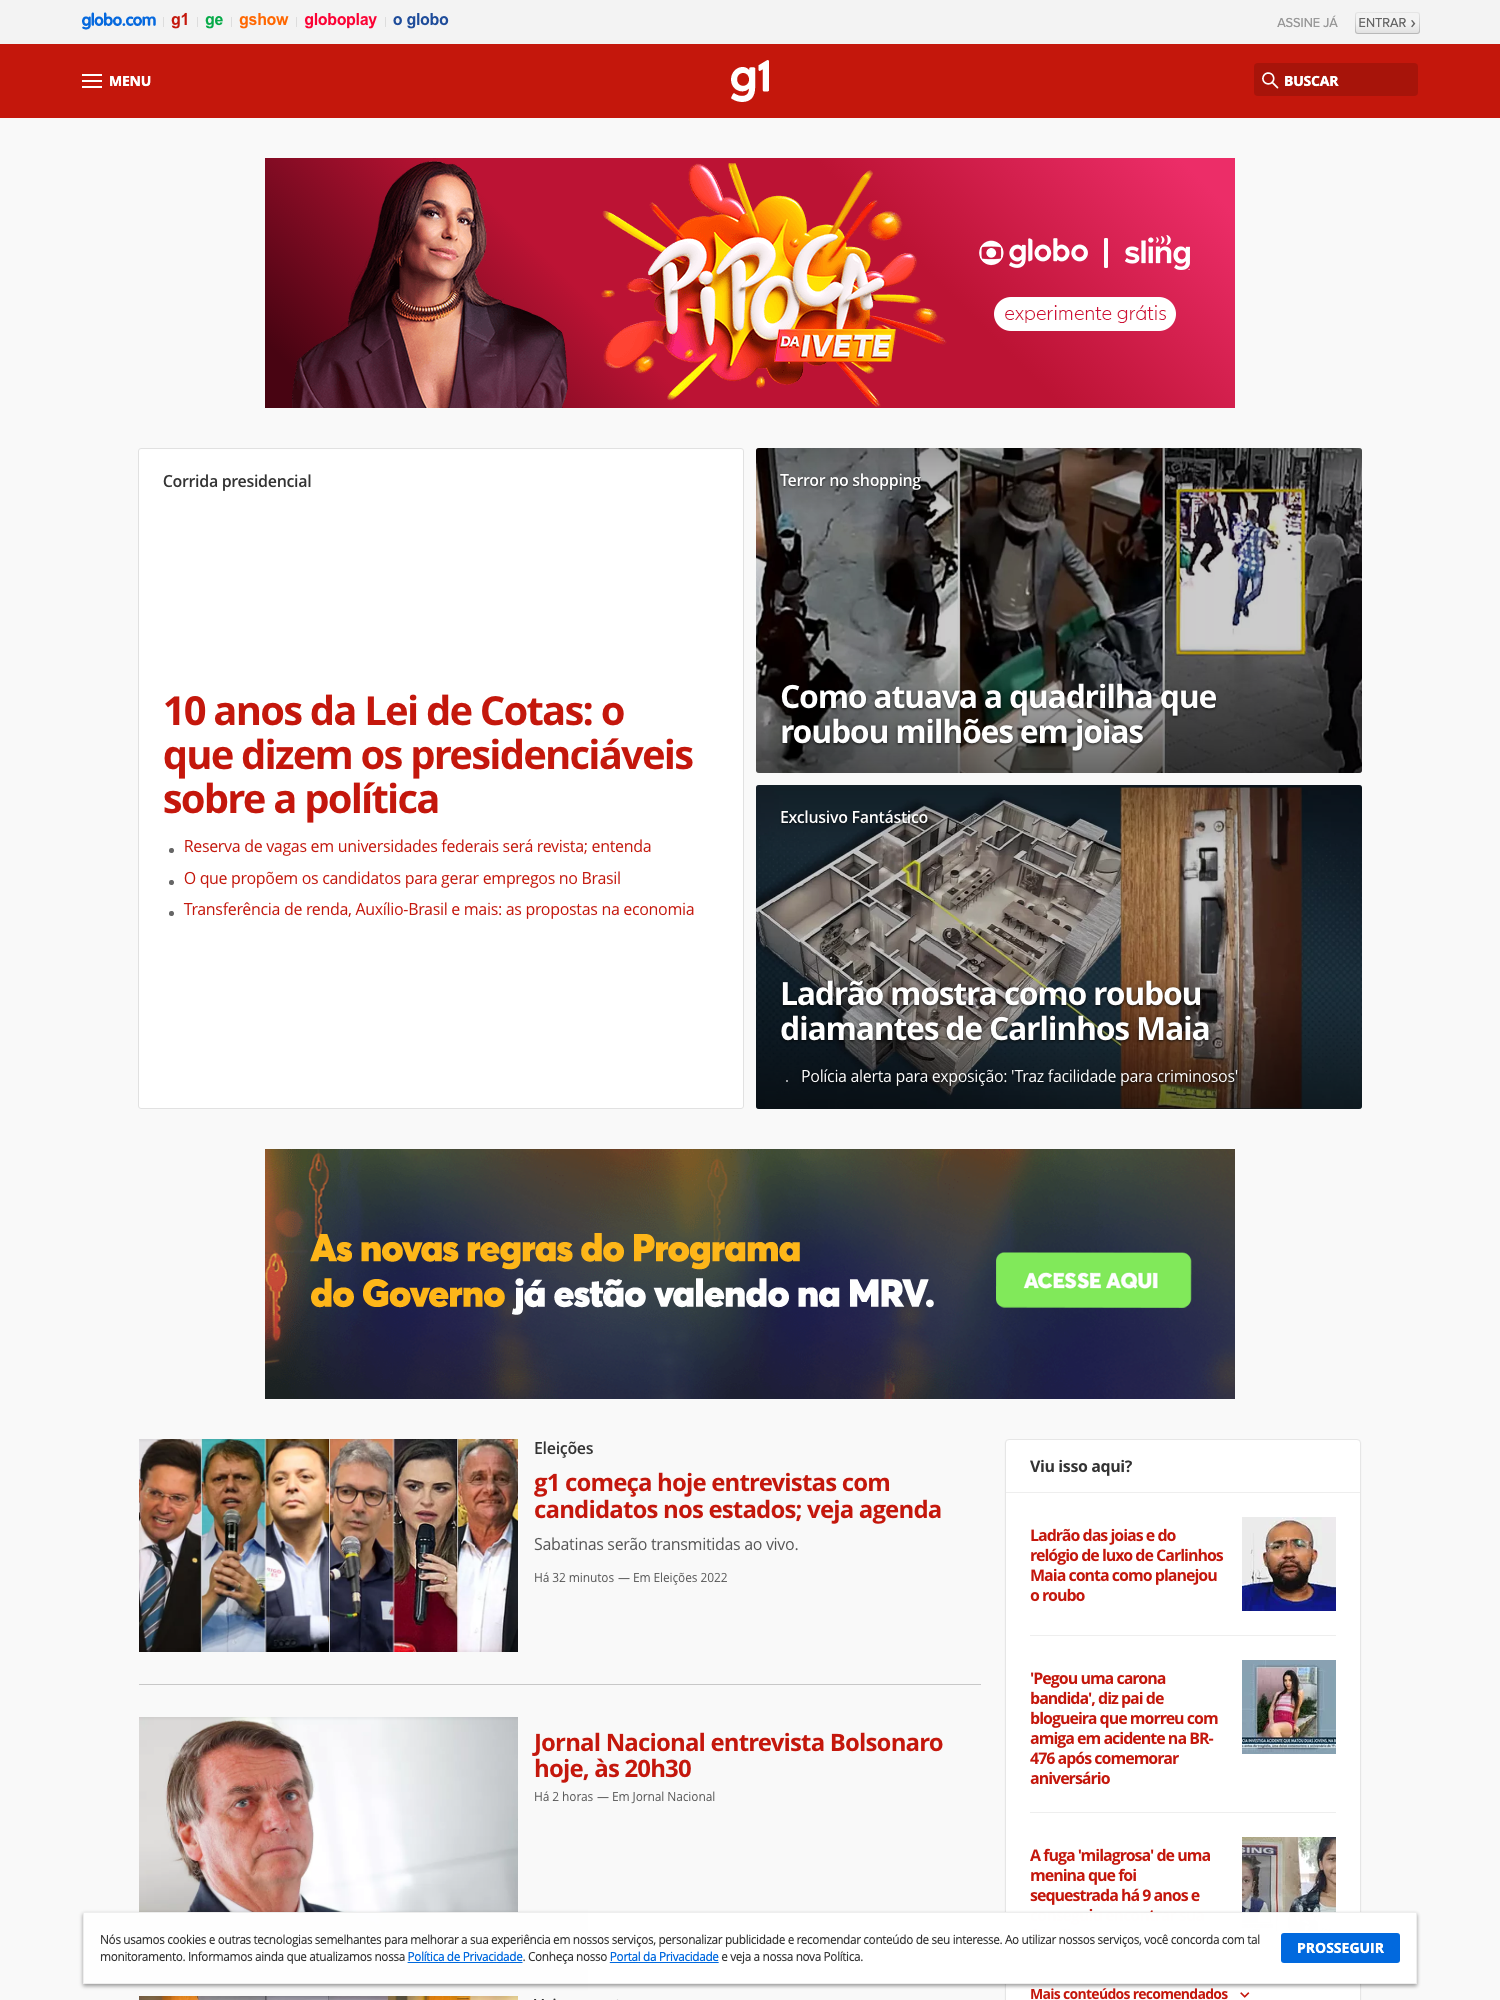 globo.com g1 ge gshow globoplay o globo
ASSINE JÁ ENTRAR ›
MENU
g1
BUSCAR
PIPOCA
DA IVETE
globo | sling
experimente grátis
Corrida presidencial
10 anos da Lei de Cotas: o
que dizem os presidenciáveis
sobre a política
Reserva de vagas em universidades federais será revista; entenda
O que propõem os candidatos para gerar empregos no Brasil
Transferência de renda, Auxílio-Brasil e mais: as propostas na economia
Terror no shopping
Como atuava a quadrilha que
roubou milhões em joias
Exclusivo Fantástico
Ladrão mostra como roubou
diamantes de Carlinhos Maia
Polícia alerta para exposição: 'Traz facilidade para criminosos'
As novas regras do Programa
do Governo já estão valendo na MRV.
ACESSE AQUI
Eleições
g1 começa hoje entrevistas com
candidatos nos estados; veja agenda
Sabatinas serão transmitidas ao vivo.
Há 32 minutos — Em Eleições 2022
Jornal Nacional entrevista Bolsonaro
hoje, às 20h30
Há 2 horas — Em Jornal Nacional
Viu isso aqui?
Ladrão das joias e do
relógio de luxo de Carlinhos
Maia conta como planejou
o roubo
'Pegou uma carona
bandida', diz pai de
blogueira que morreu com
amiga em acidente na BR-
476 após comemorar
aniversário
A fuga 'milagrosa' de uma
menina que foi
sequestrada há 9 anos e
Nós usamos cookies e outras tecnologias semelhantes para melhorar a sua experiência em nossos serviços, personalizar publicidade e recomendar conteúdo de seu interesse. Ao utilizar nossos serviços, você concorda com tal
monitoramento. Informamos ainda que atualizamos nossa Política de Privacidade. Conheça nosso Portal da Privacidade e veja a nossa nova Política.
PROSSEGUIR
Mais conteúdos recomendados